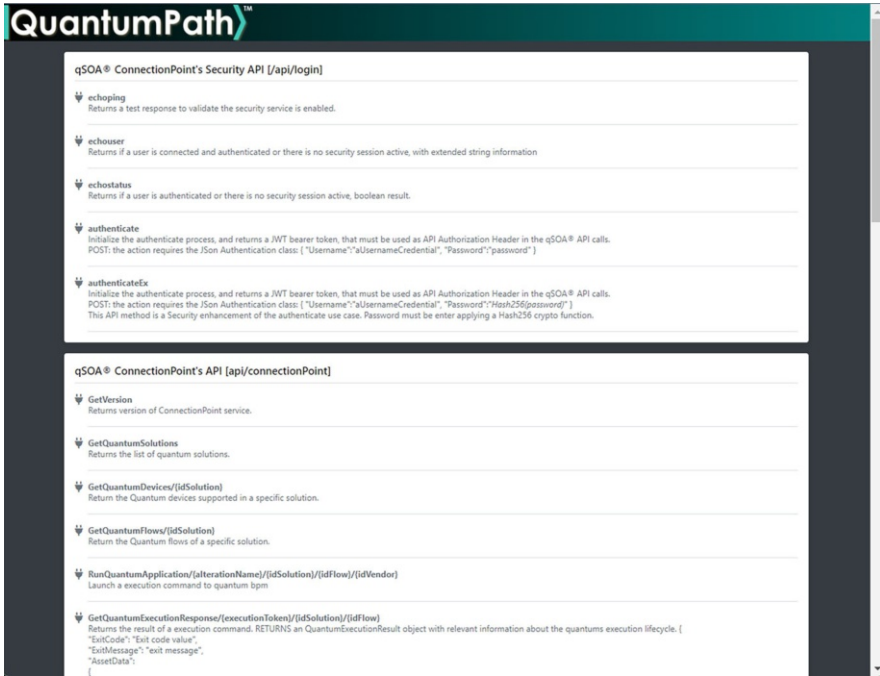 QuantumPath⟩™
qSOA® ConnectionPoint's Security API [/api/login]
echoping
Returns a test response to validate the security service is enabled.
echouser
Returns if a user is connected and authenticated or there is no security session active, with extended string information
echostatus
Returns if a user is authenticated or there is no security session active, boolean result.
authenticate
Initialize the authenticate process, and returns a JWT bearer token, that must be used as API Authorization Header in the qSOA® API calls.
POST: the action requires the JSon Authentication class: { "Username":"aUsernameCredential", "Password":"password" }
authenticateEx
Initialize the authenticate process, and returns a JWT bearer token, that must be used as API Authorization Header in the qSOA® API calls.
POST: the action requires the JSon Authentication class: { "Username":"aUsernameCredential", "Password":"Hash256(password)" }
This API method is a Security enhancement of the authenticate use case. Password must be enter applying a Hash256 crypto function.
qSOA® ConnectionPoint's API [api/connectionPoint]
GetVersion
Returns version of ConnectionPoint service.
GetQuantumSolutions
Returns the list of quantum solutions.
GetQuantumDevices/{idSolution}
Return the Quantum devices supported in a specific solution.
GetQuantumFlows/{idSolution}
Return the Quantum flows of a specific solution.
RunQuantumApplication/{alterationName}/{idSolution}/{idFlow}/{idVendor}
Launch a execution command to quantum bpm
GetQuantumExecutionResponse/{executionToken}/{idSolution}/{idFlow}
Returns the result of a execution command. RETURNS an QuantumExecutionResult object with relevant information about the quantums execution lifecycle. {
"ExitCode": "Exit code value",
"ExitMessage": "exit message",
"AssetData":
{